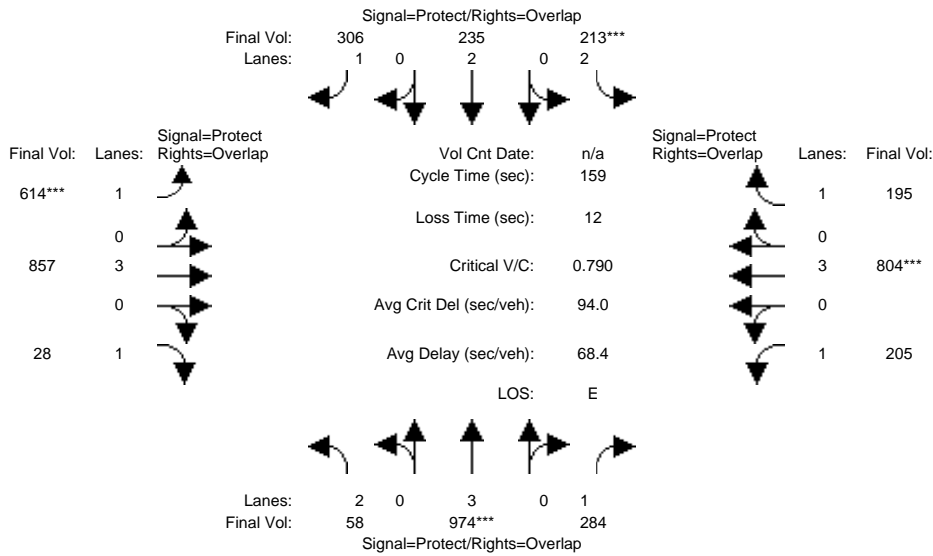 Signal=Protect/Rights=Overlap
Final Vol: 306 235 213***
Lanes: 1 0 2 0 2
Signal=Protect
Final Vol: Lanes: Rights=Overlap
Vol Cnt Date: n/a
Signal=Protect
Rights=Overlap Lanes: Final Vol:
Cycle Time (sec): 159
614*** 1
1 195
Loss Time (sec): 12
0
0
857 3
Critical V/C: 0.790
3 804***
0
Avg Crit Del (sec/veh): 94.0
0
28 1
Avg Delay (sec/veh): 68.4
1 205
LOS: E
Lanes: 2 0 3 0 1
Final Vol: 58 974*** 284
Signal=Protect/Rights=Overlap